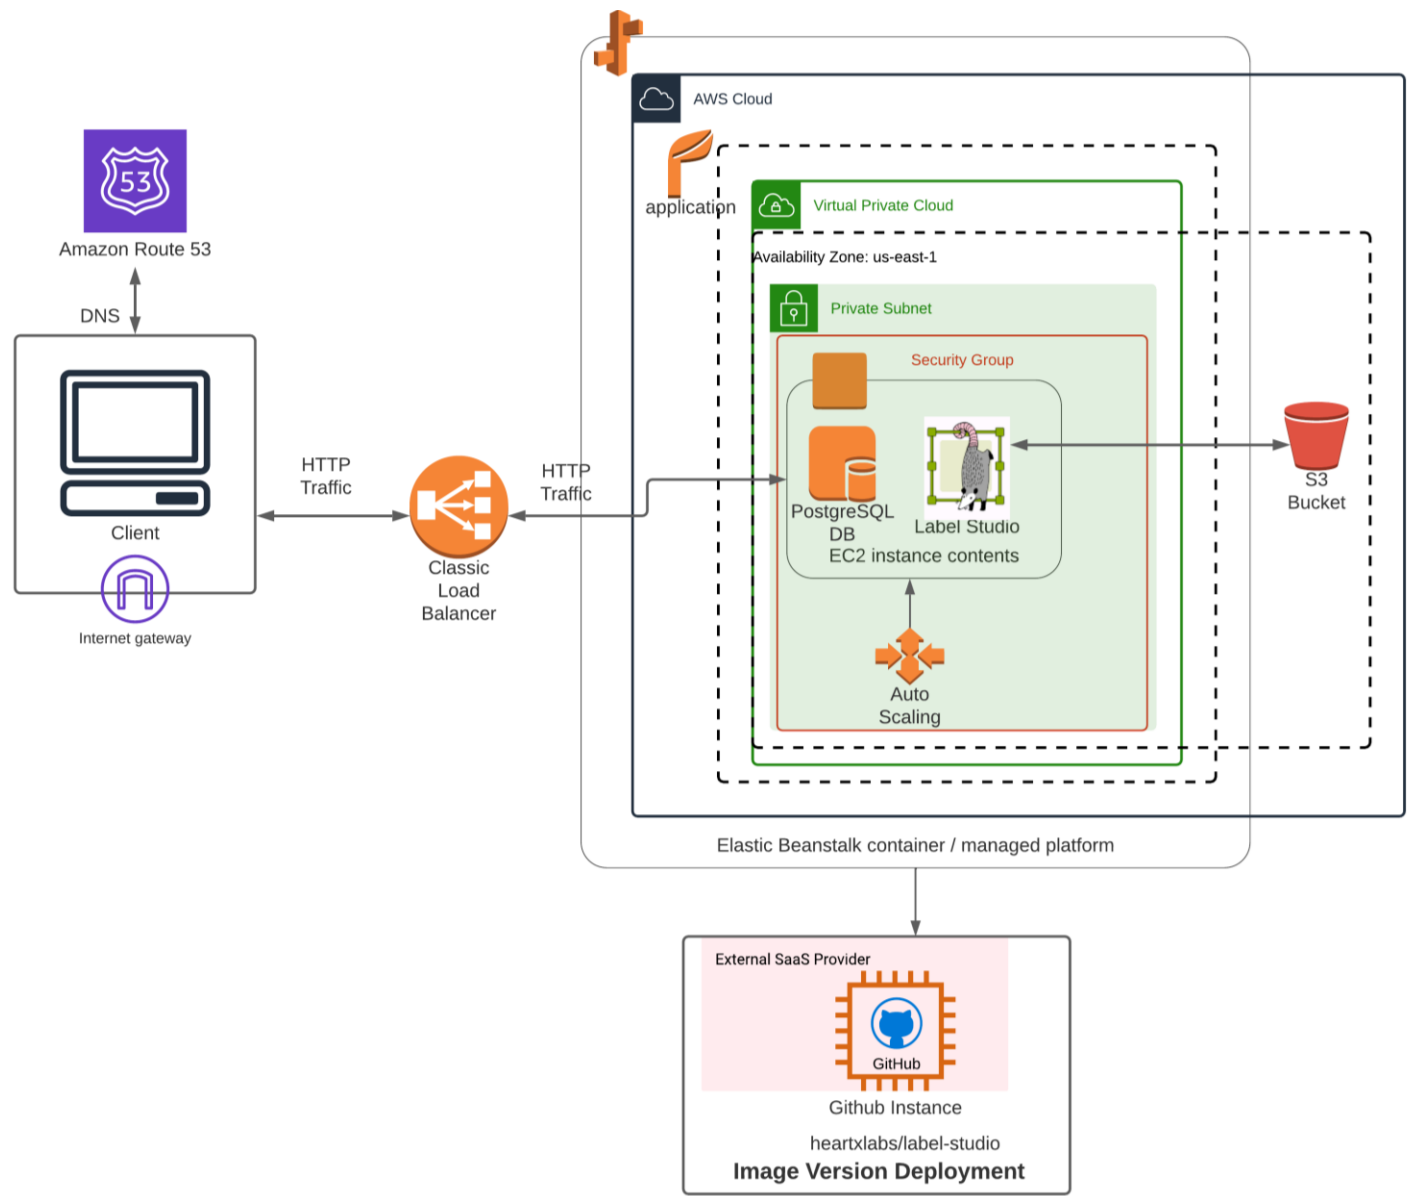 AWS Cloud
53
Amazon Route 53
DNS
Client
Internet gateway
HTTP
Traffic
Classic
Load
Balancer
HTTP
Traffic
application
Virtual Private Cloud
Availability Zone: us-east-1
Private Subnet
Security Group
PostgreSQL
DB
Label Studio
EC2 instance contents
Auto
Scaling
S3
Bucket
Elastic Beanstalk container / managed platform
External SaaS Provider
GitHub
Github Instance
heartxlabs/label-studio
Image Version Deployment